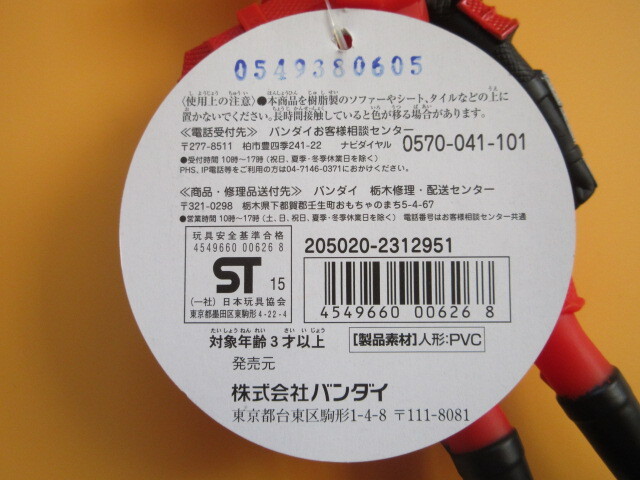 0549380605
〈使用上の注意〉●本商品を樹脂製のソファーやシート、タイルなどの上に
置かないでください。長時間接触していると色が移る場合があります。
≪電話受付先≫ バンダイお客様相談センター
〒277-8511 柏市豊四季241-22 ナビダイヤル 0570-041-101
●受付時間 10時~17時 (祝日、夏季・冬季休業日を除く)
PHS、IP電話等をご利用の方は04-7146-0371におかけください。
≪商品・修理品送付先≫ バンダイ 栃木修理・配送センター
〒321-0298 栃木県下都賀郡壬生町おもちゃのまち5-4-67
●営業時間 10時~17時 (土、日、祝日、夏季・冬季休業日を除く) 電話番号はお客様相談センター共通
玩具安全基準合格
4549660 00626 8
ST 15
(一社) 日本玩具協会
東京都墨田区東駒形 4-22-4
205020-2312951
4549660 00626 8
対象年齢3才以上
【製品素材】人形:PVC
発売元
株式会社バンダイ
東京都台東区駒形1-4-8 〒111-8081